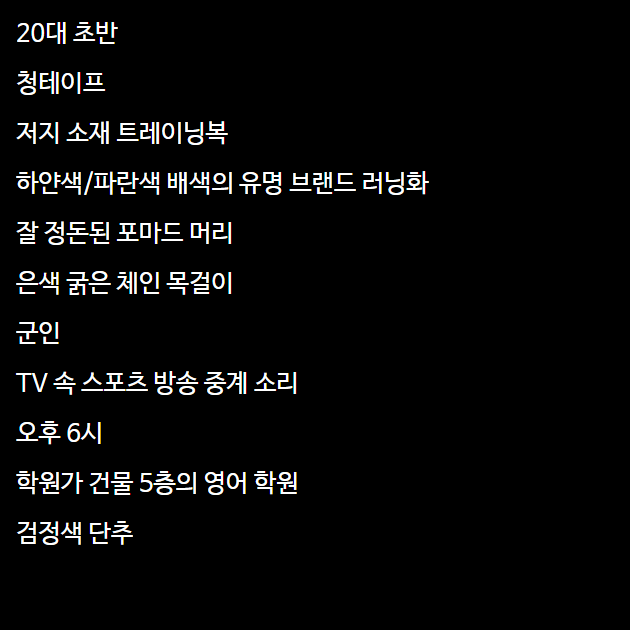 20대 초반
청테이프
저지 소재 트레이닝복
하얀색/파란색 배색의 유명 브랜드 러닝화
잘 정돈된 포마드 머리
은색 굵은 체인 목걸이
군인
TV 속 스포츠 방송 중계 소리
오후 6시
학원가 건물 5층의 영어 학원
검정색 단추